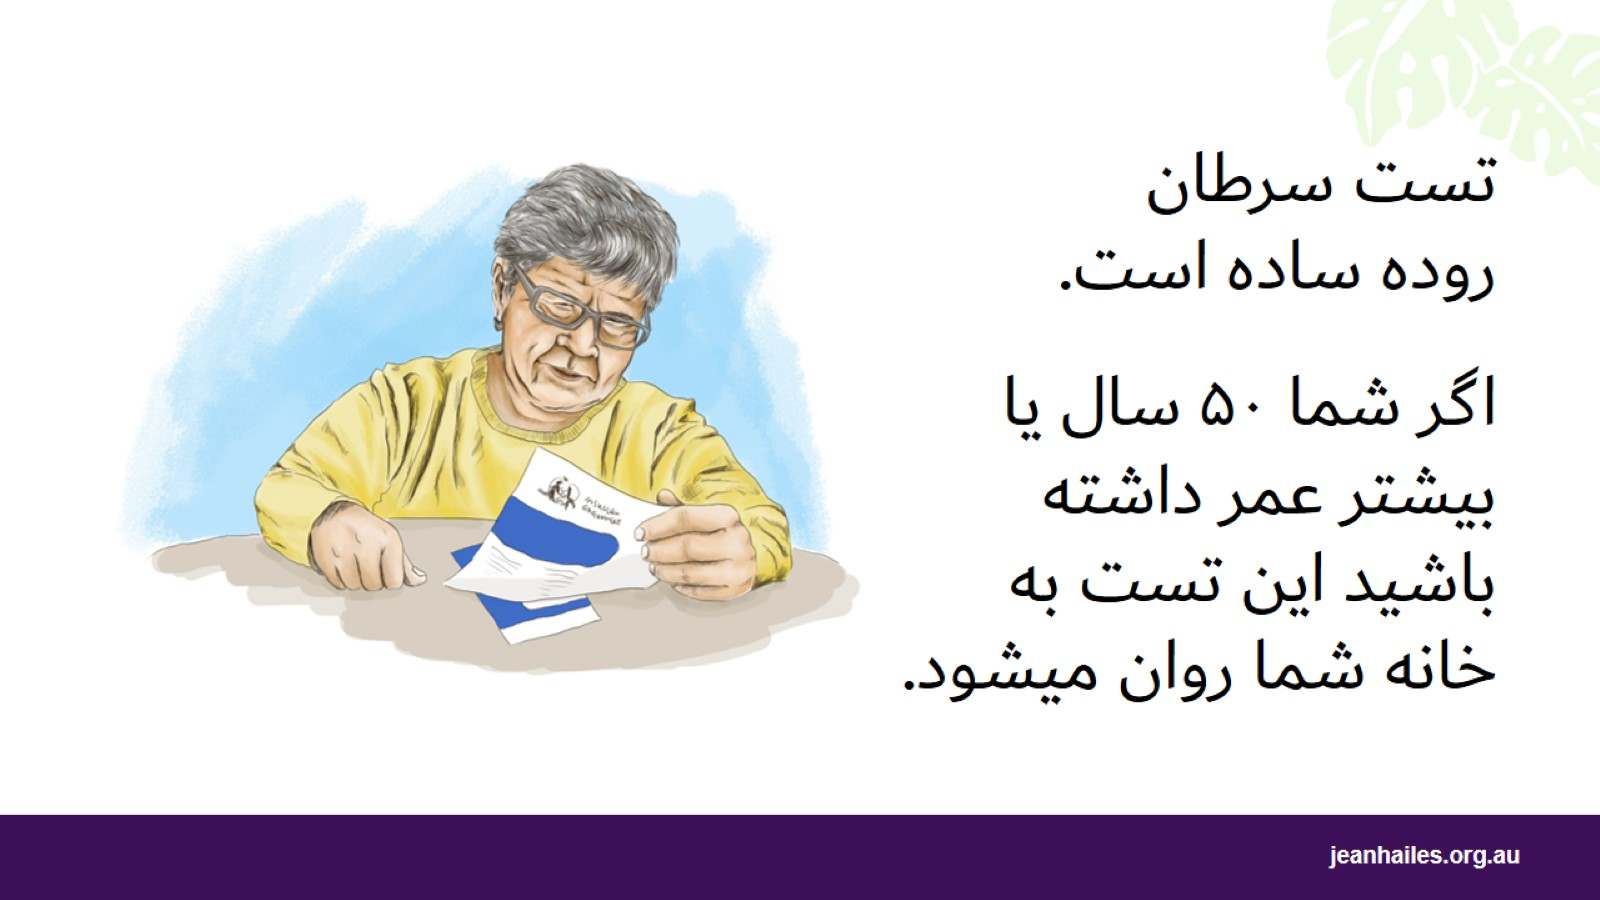 تست سرطان
روده ساده است.
اگر شما ۵۰ سال یا
بیشتر عمر داشته
باشید این تست به
خانه شما روان میشود.
jeanhailes.org.au